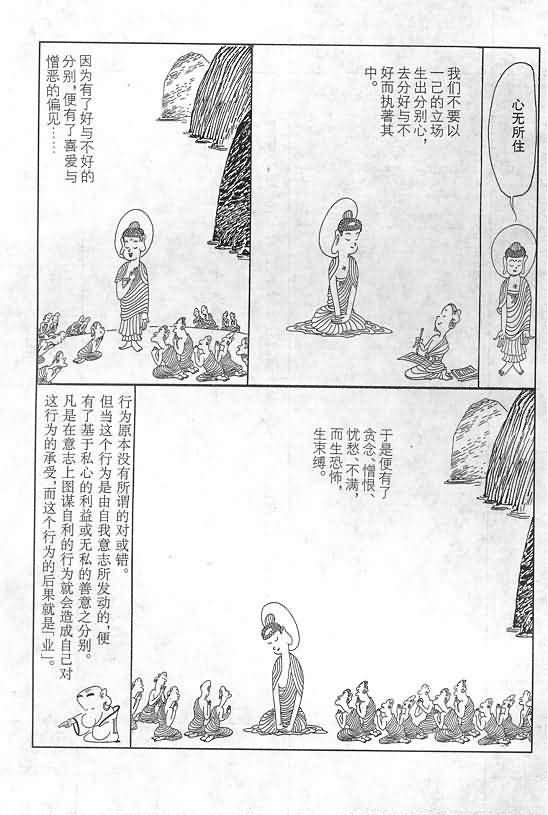 心无所住
我们不要以
一己的立场
生出分别心，
去分好与不
好而执著其
中。
因为有了好与不好的
分别，便有了喜爱与
憎恶的偏见……
于是便有了
贪念、憎恨、
忧愁、不满，
而生恐怖，
生束缚。
行为原本没有所谓的对或错。
但当这个行为是由自我意志所发动的，便
有了基于私心的利益或无私的善意之分别。
凡是在意志上图谋自利的行为就会造成自己对
这行为的承受，而这个行为的后果就是「业」。